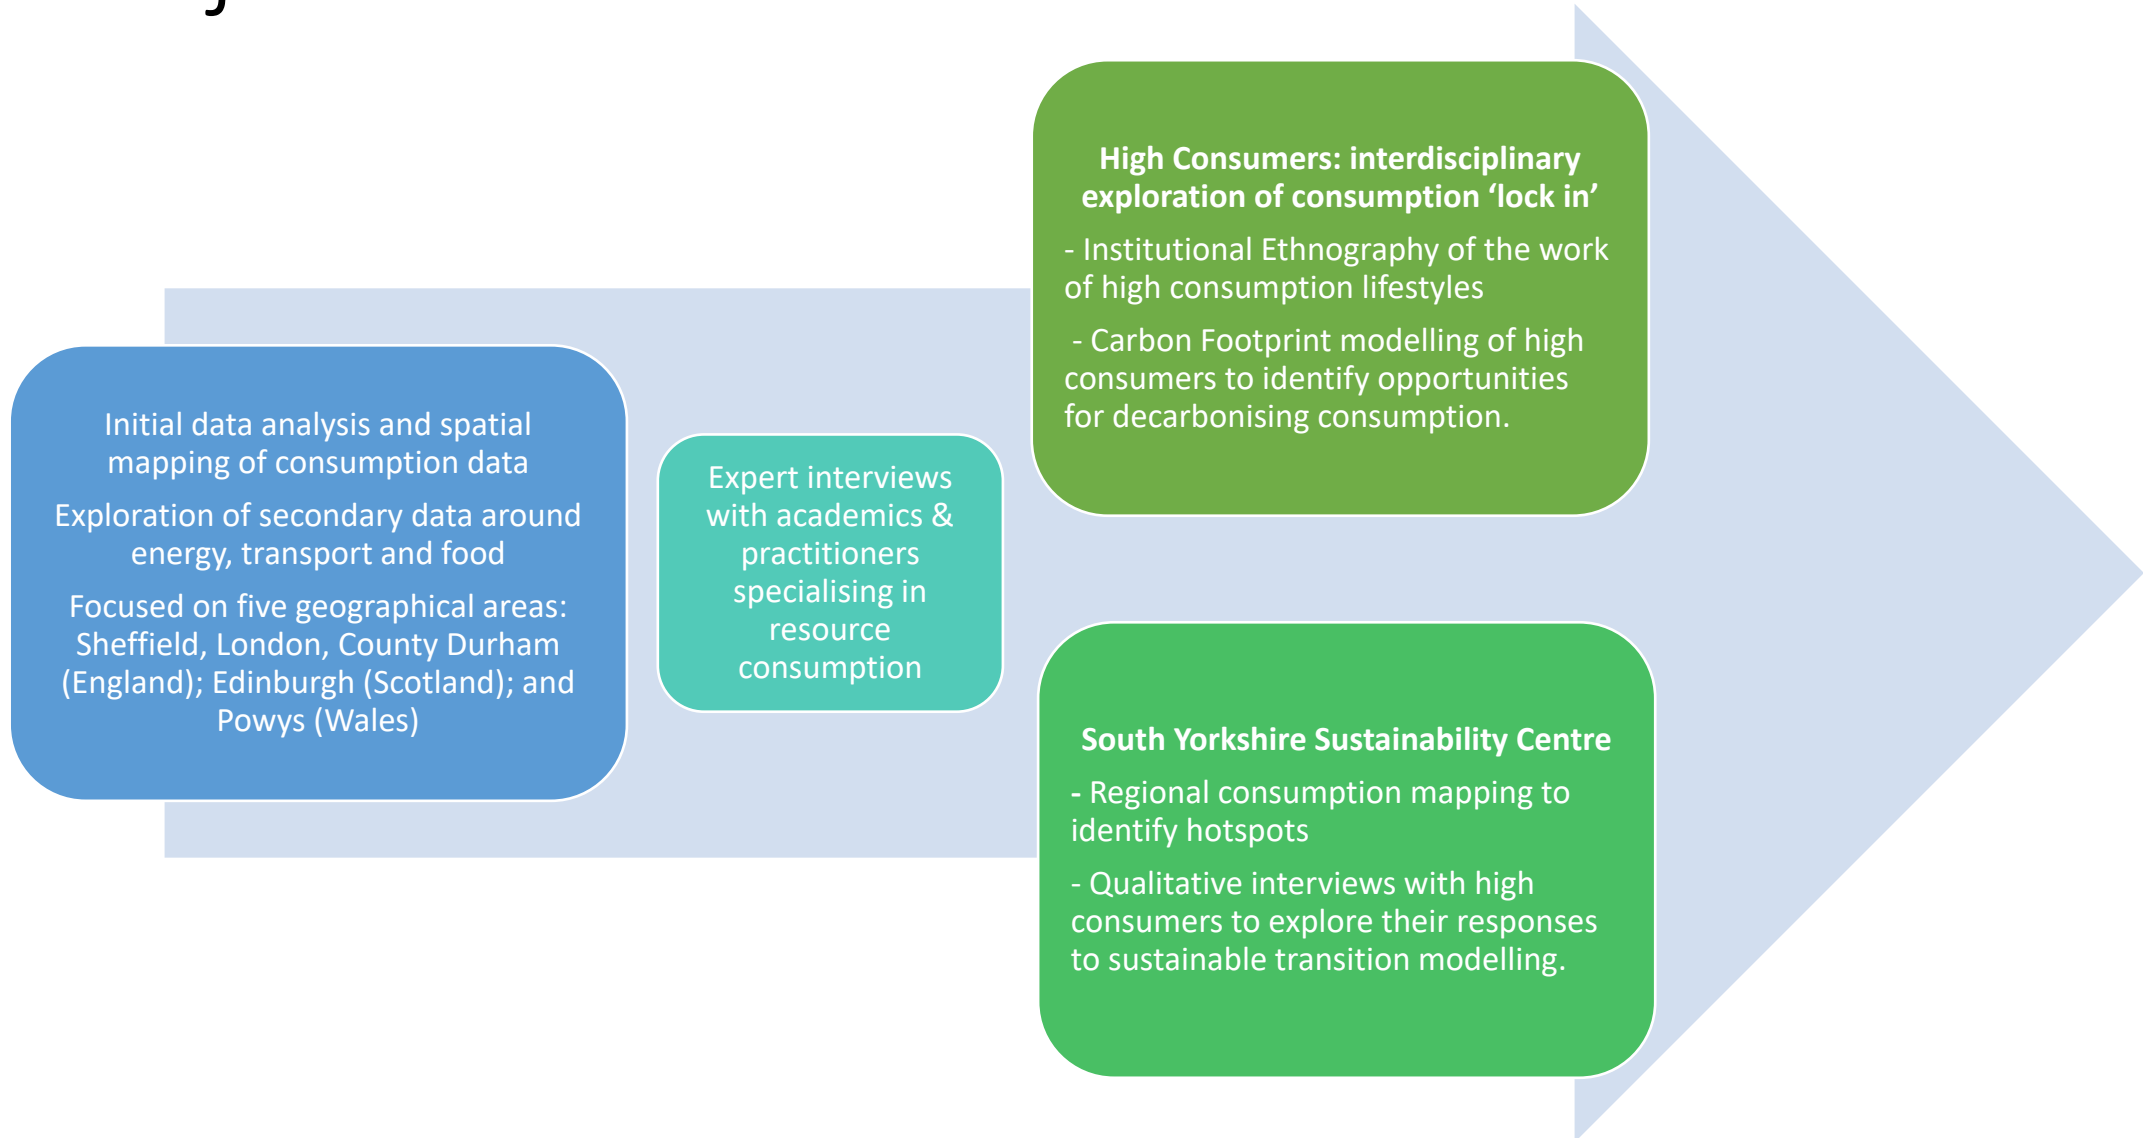 Initial data analysis and spatial
mapping of consumption data
Exploration of secondary data around
energy, transport and food
Focused on five geographical areas:
Sheffield, London, County Durham
(England); Edinburgh (Scotland); and
Powys (Wales)
Expert interviews
with academics &
practitioners
specialising in
resource
consumption
High Consumers: interdisciplinary
exploration of consumption ‘lock in’
- Institutional Ethnography of the work
of high consumption lifestyles
- Carbon Footprint modelling of high
consumers to identify opportunities
for decarbonising consumption.
South Yorkshire Sustainability Centre
- Regional consumption mapping to
identify hotspots
- Qualitative interviews with high
consumers to explore their responses
to sustainable transition modelling.